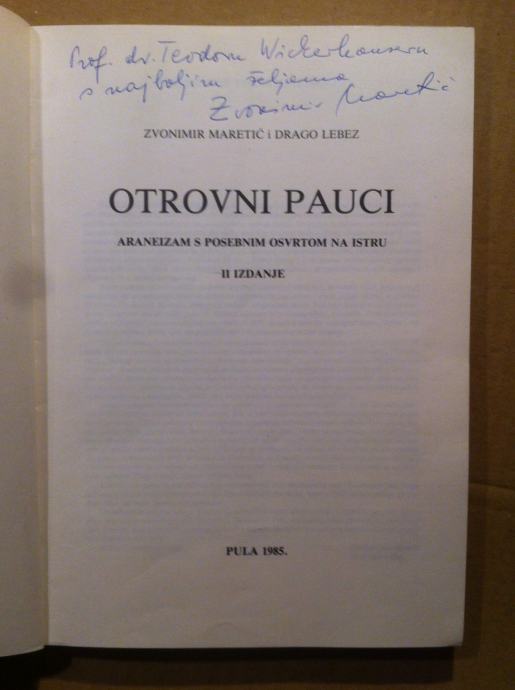 Prof. dr. Teodoru Wickerhauseru
s najboljim željama
Zvonimir Maretić
ZVONIMIR MARETIĆ i DRAGO LEBEZ
OTROVNI PAUCI
ARANEIZAM S POSEBNIM OSVRTOM NA ISTRU
II IZDANJE
PULA 1985.